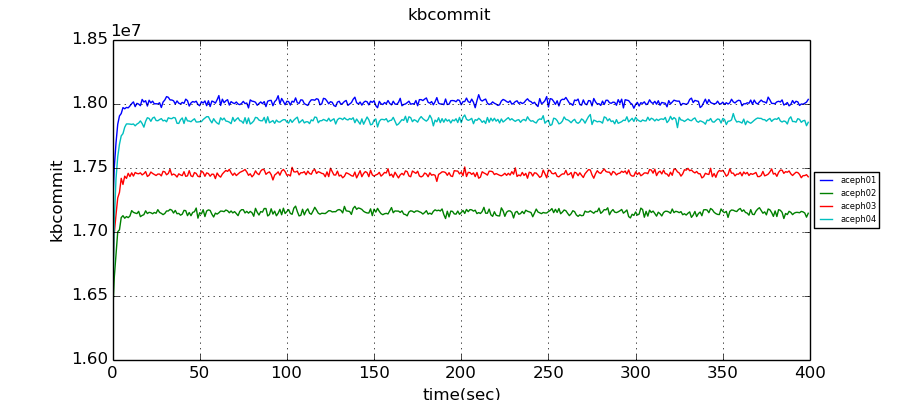 kbcommit
1e7
1.85
1.80
1.75
1.70
1.65
1.60
kbcommit
0 50 100 150 200 250 300 350 400
time(sec)
aceph01
aceph02
aceph03
aceph04